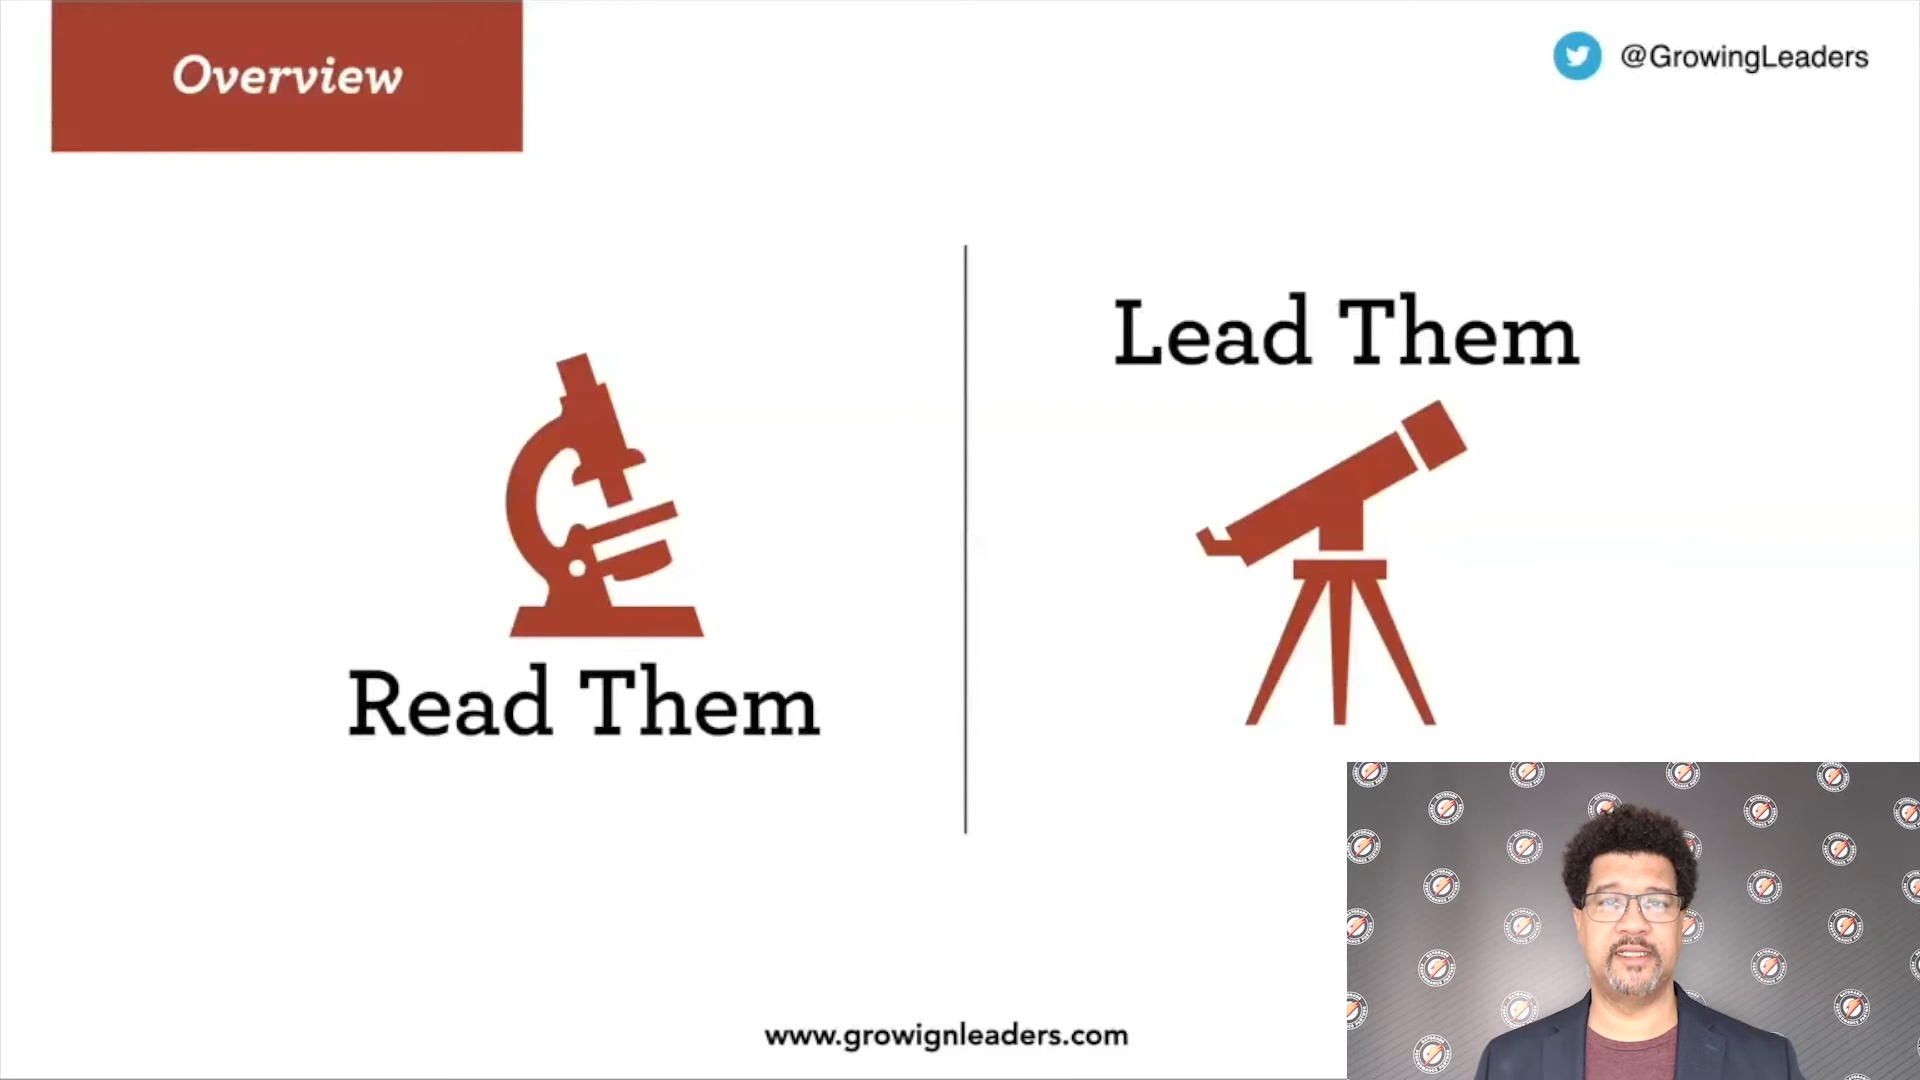 Overview
@GrowingLeaders
Lead Them
Read Them
www.growignleaders.com